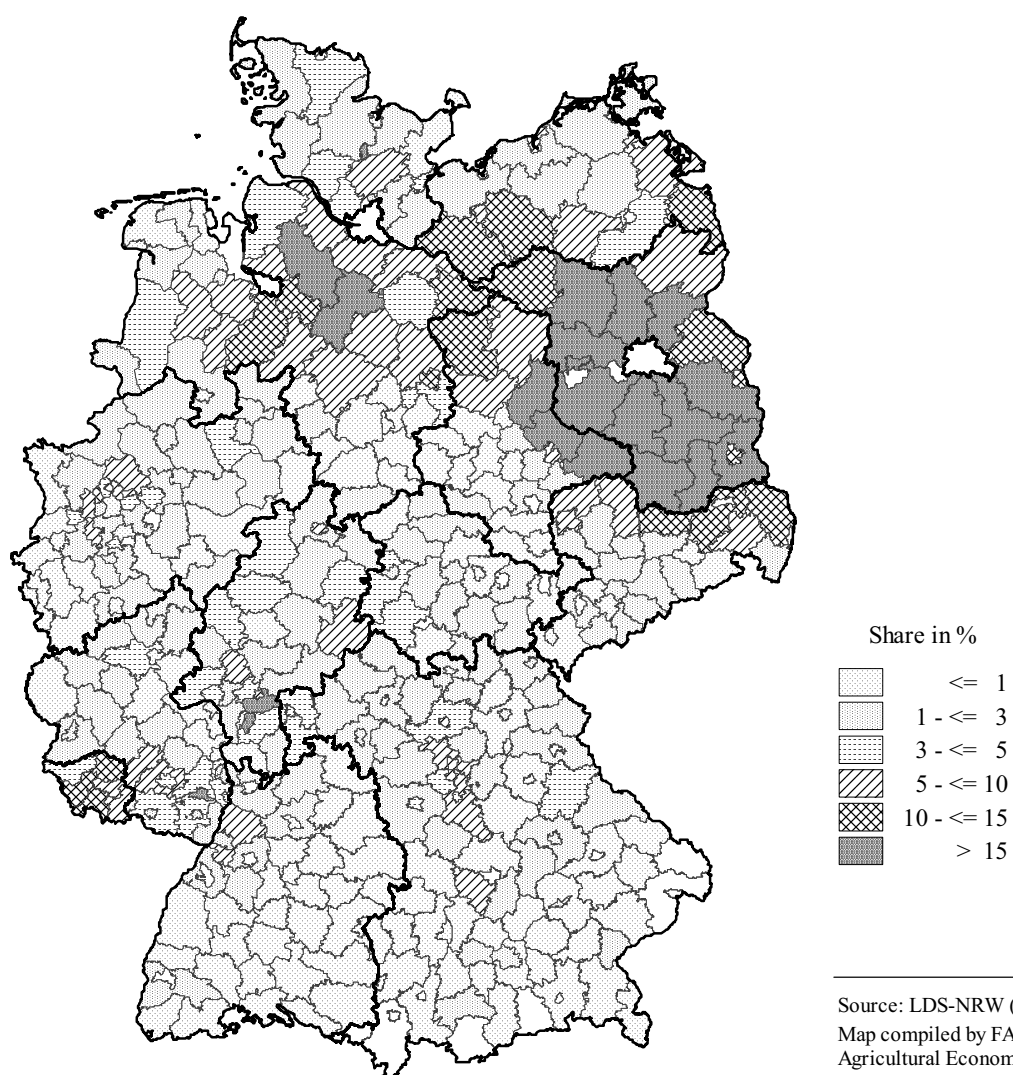 Share in %
<= 1
1 - <= 3
3 - <= 5
5 - <= 10
10 - <= 15
> 15
Source: LDS-NRW (
Map compiled by FA
Agricultural Econom